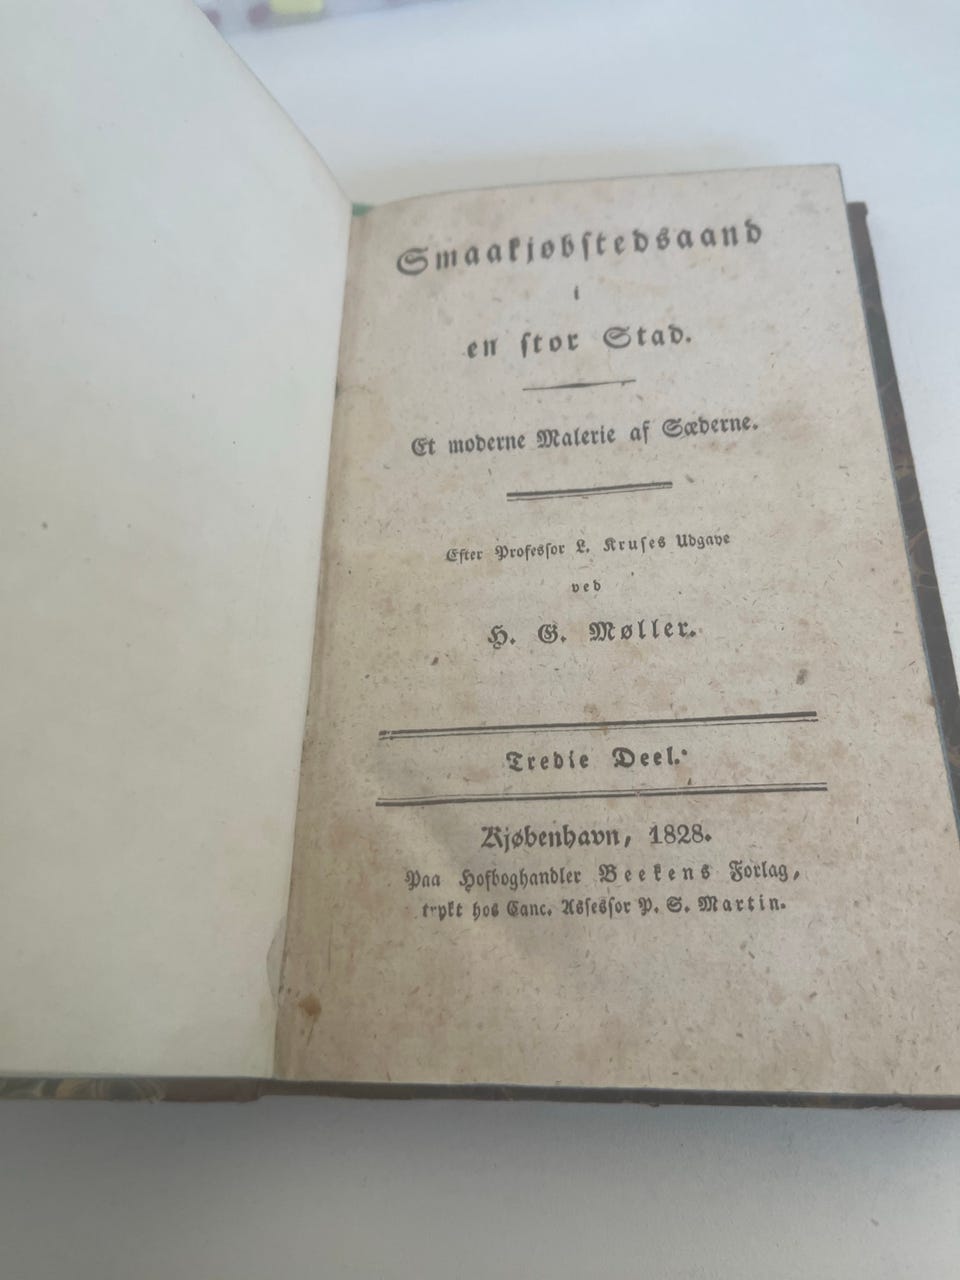 Smaakjøbstedsaand
i
en stor Stad.
Et moderne Malerie af Sæderne.
Efter Professor L. Kruses Udgave
ved
H. G. Møller.
Tredie Deel.
Kjøbenhavn, 1828.
Paa Hofboghandler Beekens Forlag,
trykt hos Canc. Assessor P. S. Martin.